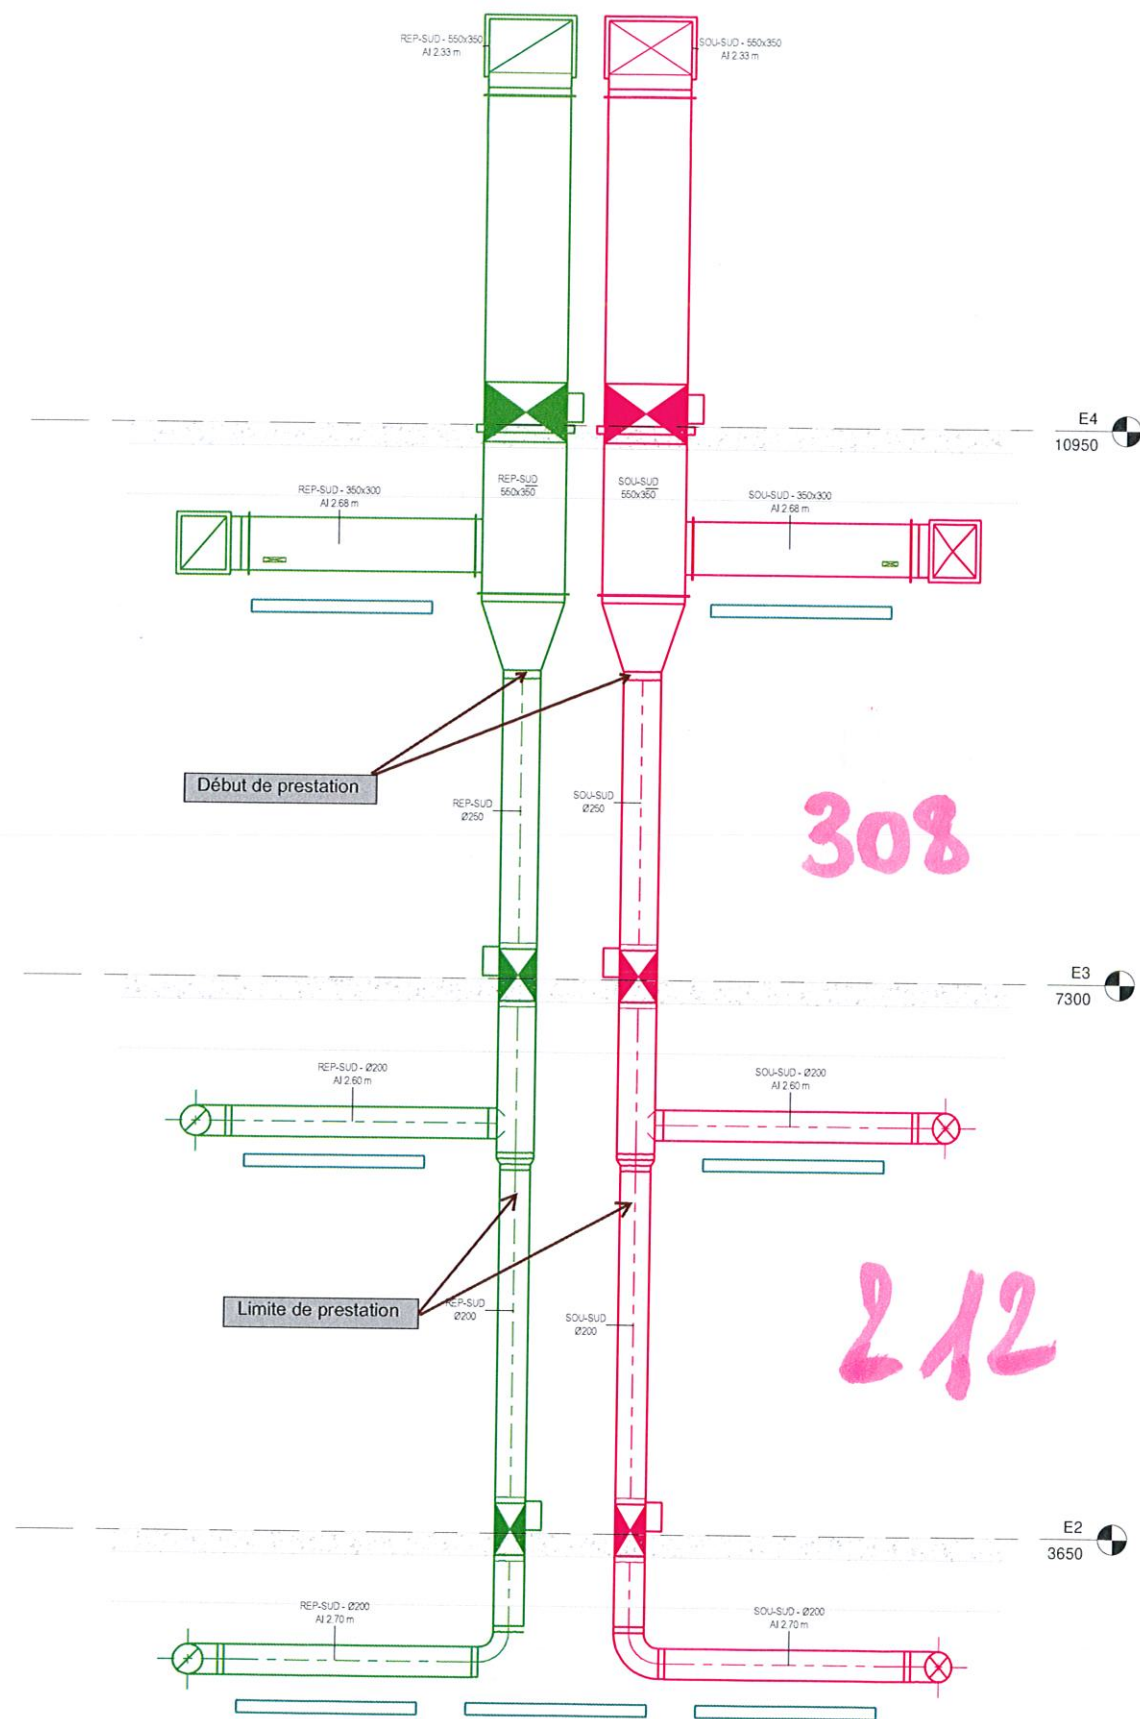 REP-SUD - 550x350
AI 2.33 m
SOU-SUD - 550x350
AI 2.33 m
E4
10950
REP-SUD
550x350
SOU-SUD
550x350
REP-SUD - 350x300
AI 2.68 m
SOU-SUD - 350x300
AI 2.68 m
Début de prestation
REP-SUD
Ø250
SOU-SUD
Ø250
308
E3
7300
REP-SUD - Ø200
AI 2.60 m
SOU-SUD - Ø200
AI 2.60 m
Limite de prestation
REP-SUD
Ø200
SOU-SUD
Ø200
212
E2
3650
REP-SUD - Ø200
AI 2.70 m
SOU-SUD - Ø200
AI 2.70 m